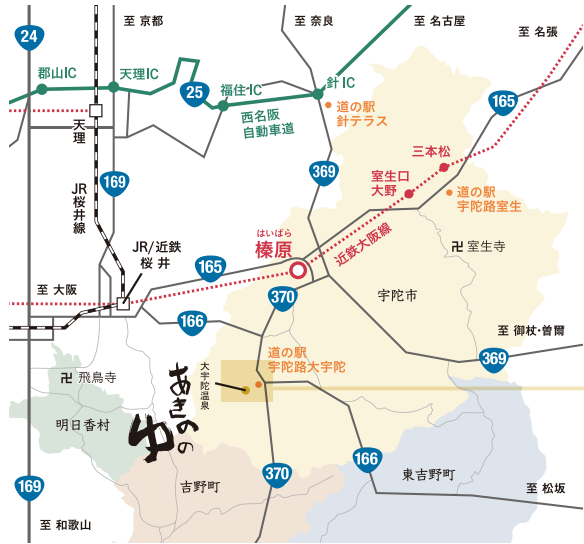 至 京都
至 奈良
至 名古屋
至 名張
24
郡山IC
天理IC
25
福住IC
針IC
西名阪
自動車道
道の駅
針テラス
165
天理
三本松
室生口
大野
道の駅
宇陀路室生
169
369
JR
桜井線
はいばら
榛原
近鉄大阪線
卍 室生寺
JR/近鉄
桜 井
165
至 大阪
370
宇陀市
166
至 御杖・曽爾
369
道の駅
宇陀路大宇陀
大宇陀温泉
あきのの
ゆ
卍 飛鳥寺
明日香村
166
370
東吉野町
吉野町
169
至 松坂
至 和歌山